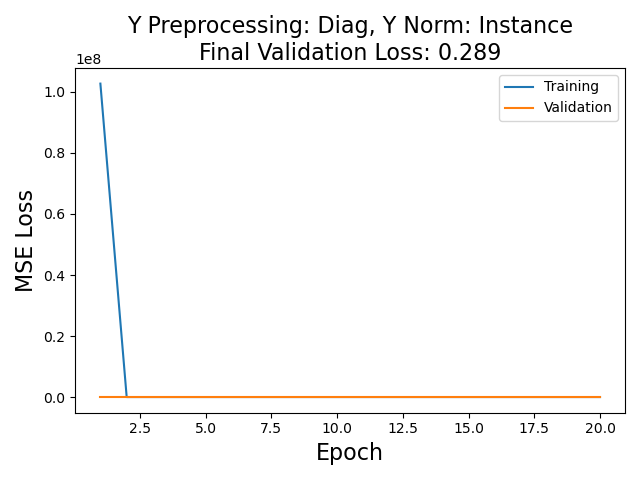 Y Preprocessing: Diag, Y Norm: Instance
Final Validation Loss: 0.289
1e8
Training
Validation
1.0
0.8
0.6
0.4
0.2
0.0
MSE Loss
2.5 5.0 7.5 10.0 12.5 15.0 17.5 20.0
Epoch